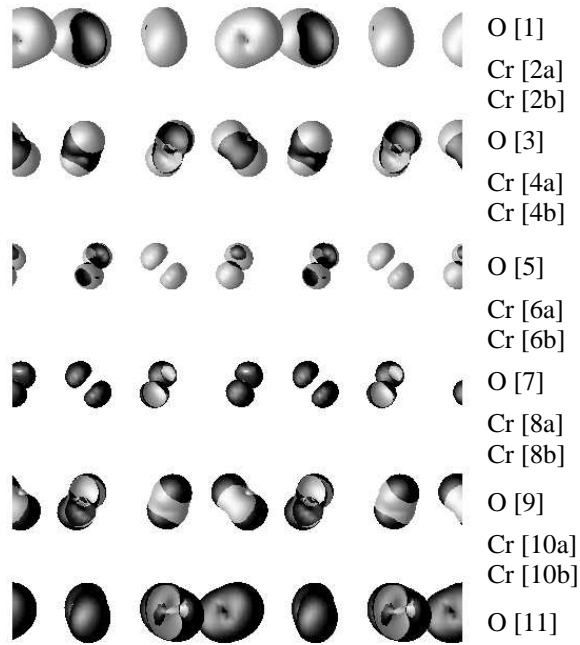 O [1]
Cr [2a]
Cr [2b]
O [3]
Cr [4a]
Cr [4b]
O [5]
Cr [6a]
Cr [6b]
O [7]
Cr [8a]
Cr [8b]
O [9]
Cr [10a]
Cr [10b]
O [11]